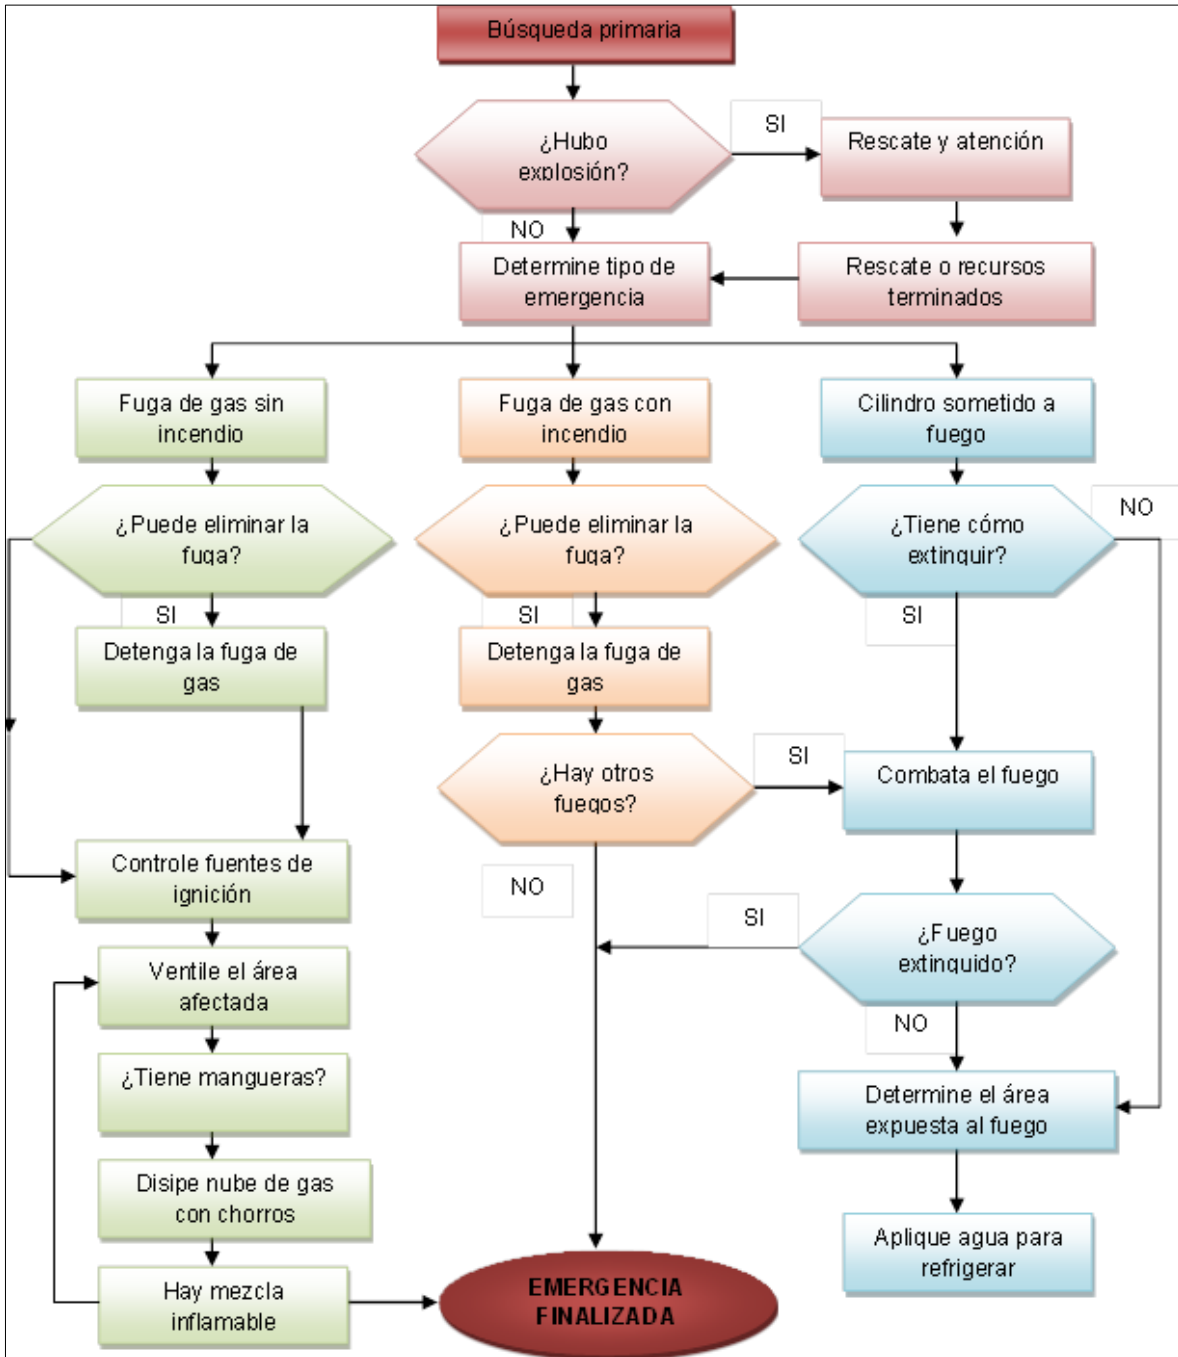 Búsqueda primaria
¿Hubo
explosión?
SI
Rescate y atención
NO
Determine tipo de
emergencia
Rescate o recursos
terminados
Fuga de gas sin
incendio
Fuga de gas con
incendio
Cilindro sometido a
fuego
¿Puede eliminar la
fuga?
¿Puede eliminar la
fuga?
¿Tiene cómo
extinguir?
NO
SI
SI
SI
Detenga la fuga de
gas
Detenga la fuga de
gas
¿Hay otros
fuegos?
SI
Combata el fuego
Controle fuentes de
ignición
NO
SI
¿Fuego
extinguido?
Ventile el área
afectada
NO
¿Tiene mangueras?
Determine el área
expuesta al fuego
Disipe nube de gas
con chorros
Aplique agua para
refrigerar
Hay mezcla
inflamable
EMERGENCIA
FINALIZADA